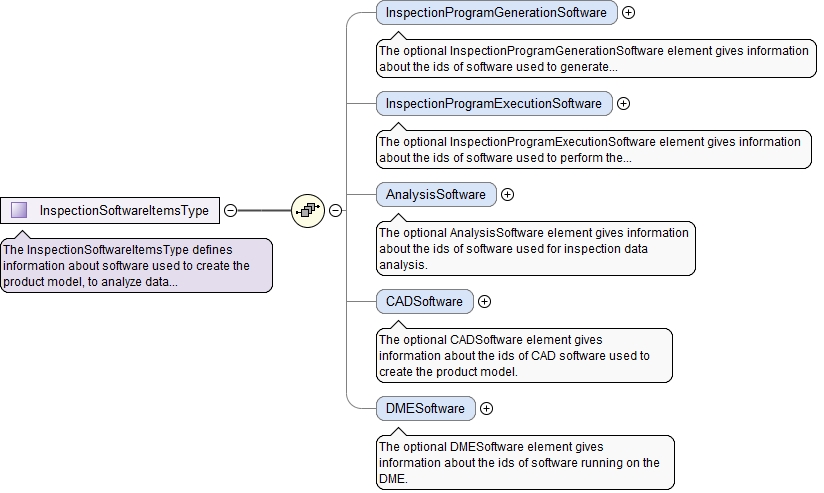 InspectionProgramGenerationSoftware
The optional InspectionProgramGenerationSoftware element gives information
about the ids of software used to generate...
InspectionProgramExecutionSoftware
The optional InspectionProgramExecutionSoftware element gives information
about the ids of software used to perform the...
AnalysisSoftware
The optional AnalysisSoftware element gives information
about the ids of software used for inspection data
analysis.
InspectionSoftwareItemsType
The InspectionSoftwareItemsType defines
information about software used to create the
product model, to analyze data...
CADSoftware
The optional CADSoftware element gives
information about the ids of CAD software used to
create the product model.
DMESoftware
The optional DMESoftware element gives
information about the ids of software running on the
DME.